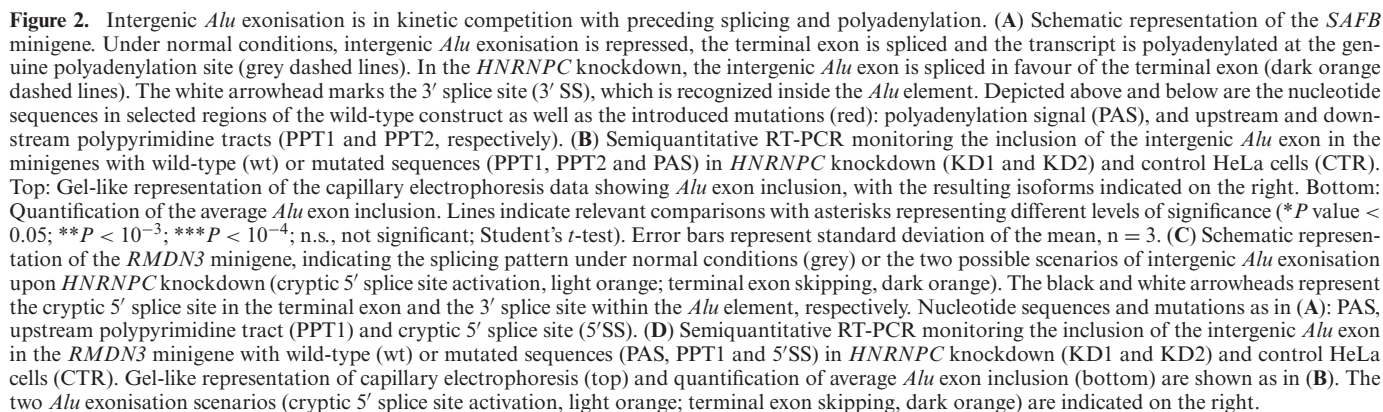 Figure 2. Intergenic Alu exonisation is in kinetic competition with preceding splicing and polyadenylation. (A) Schematic representation of the SAFB
minigene. Under normal conditions, intergenic Alu exonisation is repressed, the terminal exon is spliced and the transcript is polyadenylated at the gen-
uine polyadenylation site (grey dashed lines). In the HNRNPC knockdown, the intergenic Alu exon is spliced in favour of the terminal exon (dark orange
dashed lines). The white arrowhead marks the 3′ splice site (3′ SS), which is recognized inside the Alu element. Depicted above and below are the nucleotide
sequences in selected regions of the wild-type construct as well as the introduced mutations (red): polyadenylation signal (PAS), and upstream and down-
stream polypyrimidine tracts (PPT1 and PPT2, respectively). (B) Semiquantitative RT-PCR monitoring the inclusion of the intergenic Alu exon in the
minigenes with wild-type (wt) or mutated sequences (PPT1, PPT2 and PAS) in HNRNPC knockdown (KD1 and KD2) and control HeLa cells (CTR).
Top: Gel-like representation of the capillary electrophoresis data showing Alu exon inclusion, with the resulting isoforms indicated on the right. Bottom:
Quantification of the average Alu exon inclusion. Lines indicate relevant comparisons with asterisks representing different levels of significance (*P value <
0.05; **P < 10−3; ***P < 10−4; n.s., not significant; Student's t-test). Error bars represent standard deviation of the mean, n = 3. (C) Schematic represen-
tation of the RMDN3 minigene, indicating the splicing pattern under normal conditions (grey) or the two possible scenarios of intergenic Alu exonisation
upon HNRNPC knockdown (cryptic 5′ splice site activation, light orange; terminal exon skipping, dark orange). The black and white arrowheads represent
the cryptic 5′ splice site in the terminal exon and the 3′ splice site within the Alu element, respectively. Nucleotide sequences and mutations as in (A): PAS,
upstream polypyrimidine tract (PPT1) and cryptic 5′ splice site (5′SS). (D) Semiquantitative RT-PCR monitoring the inclusion of the intergenic Alu exon
in the RMDN3 minigene with wild-type (wt) or mutated sequences (PAS, PPT1 and 5′SS) in HNRNPC knockdown (KD1 and KD2) and control HeLa
cells (CTR). Gel-like representation of capillary electrophoresis (top) and quantification of average Alu exon inclusion (bottom) are shown as in (B). The
two Alu exonisation scenarios (cryptic 5′ splice site activation, light orange; terminal exon skipping, dark orange) are indicated on the right.